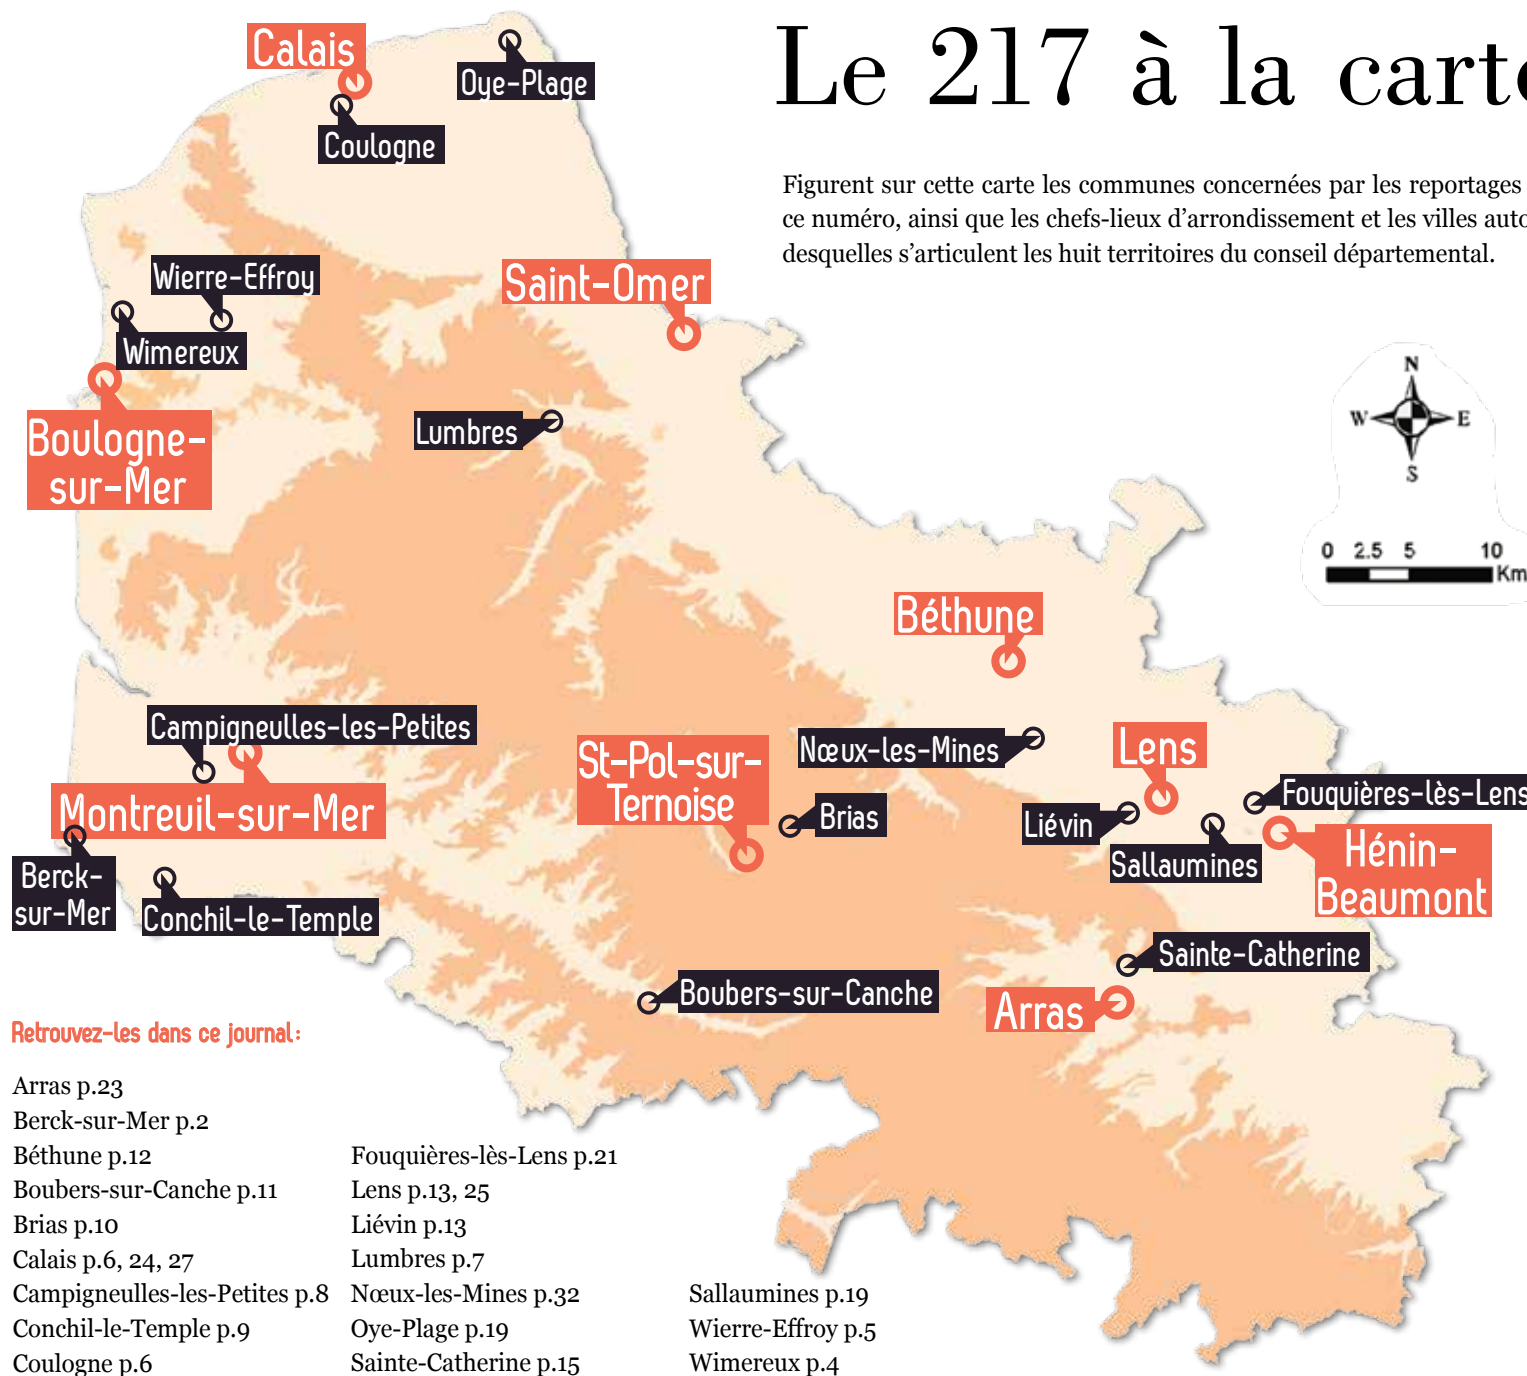 Le 217 à la carte
Figurent sur cette carte les communes concernées par les reportages
ce numéro, ainsi que les chefs-lieux d'arrondissement et les villes
desquelles s'articulent les huit territoires du conseil départemental.
Calais
Oye-Plage
Coulogne
Wierre-Effroy
Wimereux
Saint-Omer
Boulogne-
sur-Mer
Lumbres
N
W E
S
0 2.5 5 10
Km
Béthune
Campigneulles-les-Petites
Montreuil-sur-Mer
St-Pol-sur-
Ternoise
Nœux-les-Mines
Lens
Brias
Liévin
Fouquières-lès-Lens
Sallaumines
Hénin-
Beaumont
Berck-
sur-Mer
Conchil-le-Temple
Sainte-Catherine
Boubers-sur-Canche
Arras
Retrouvez-les dans ce journal:
Arras p.23
Berck-sur-Mer p.2
Béthune p.12
Boubers-sur-Canche p.11
Brias p.10
Calais p.6, 24, 27
Campigneulles-les-Petites p.8
Conchil-le-Temple p.9
Coulogne p.6
Fouquières-lès-Lens p.21
Lens p.13, 25
Liévin p.13
Lumbres p.7
Nœux-les-Mines p.32
Oye-Plage p.19
Sainte-Catherine p.15
Sallaumines p.19
Wierre-Effroy p.5
Wimereux p.4